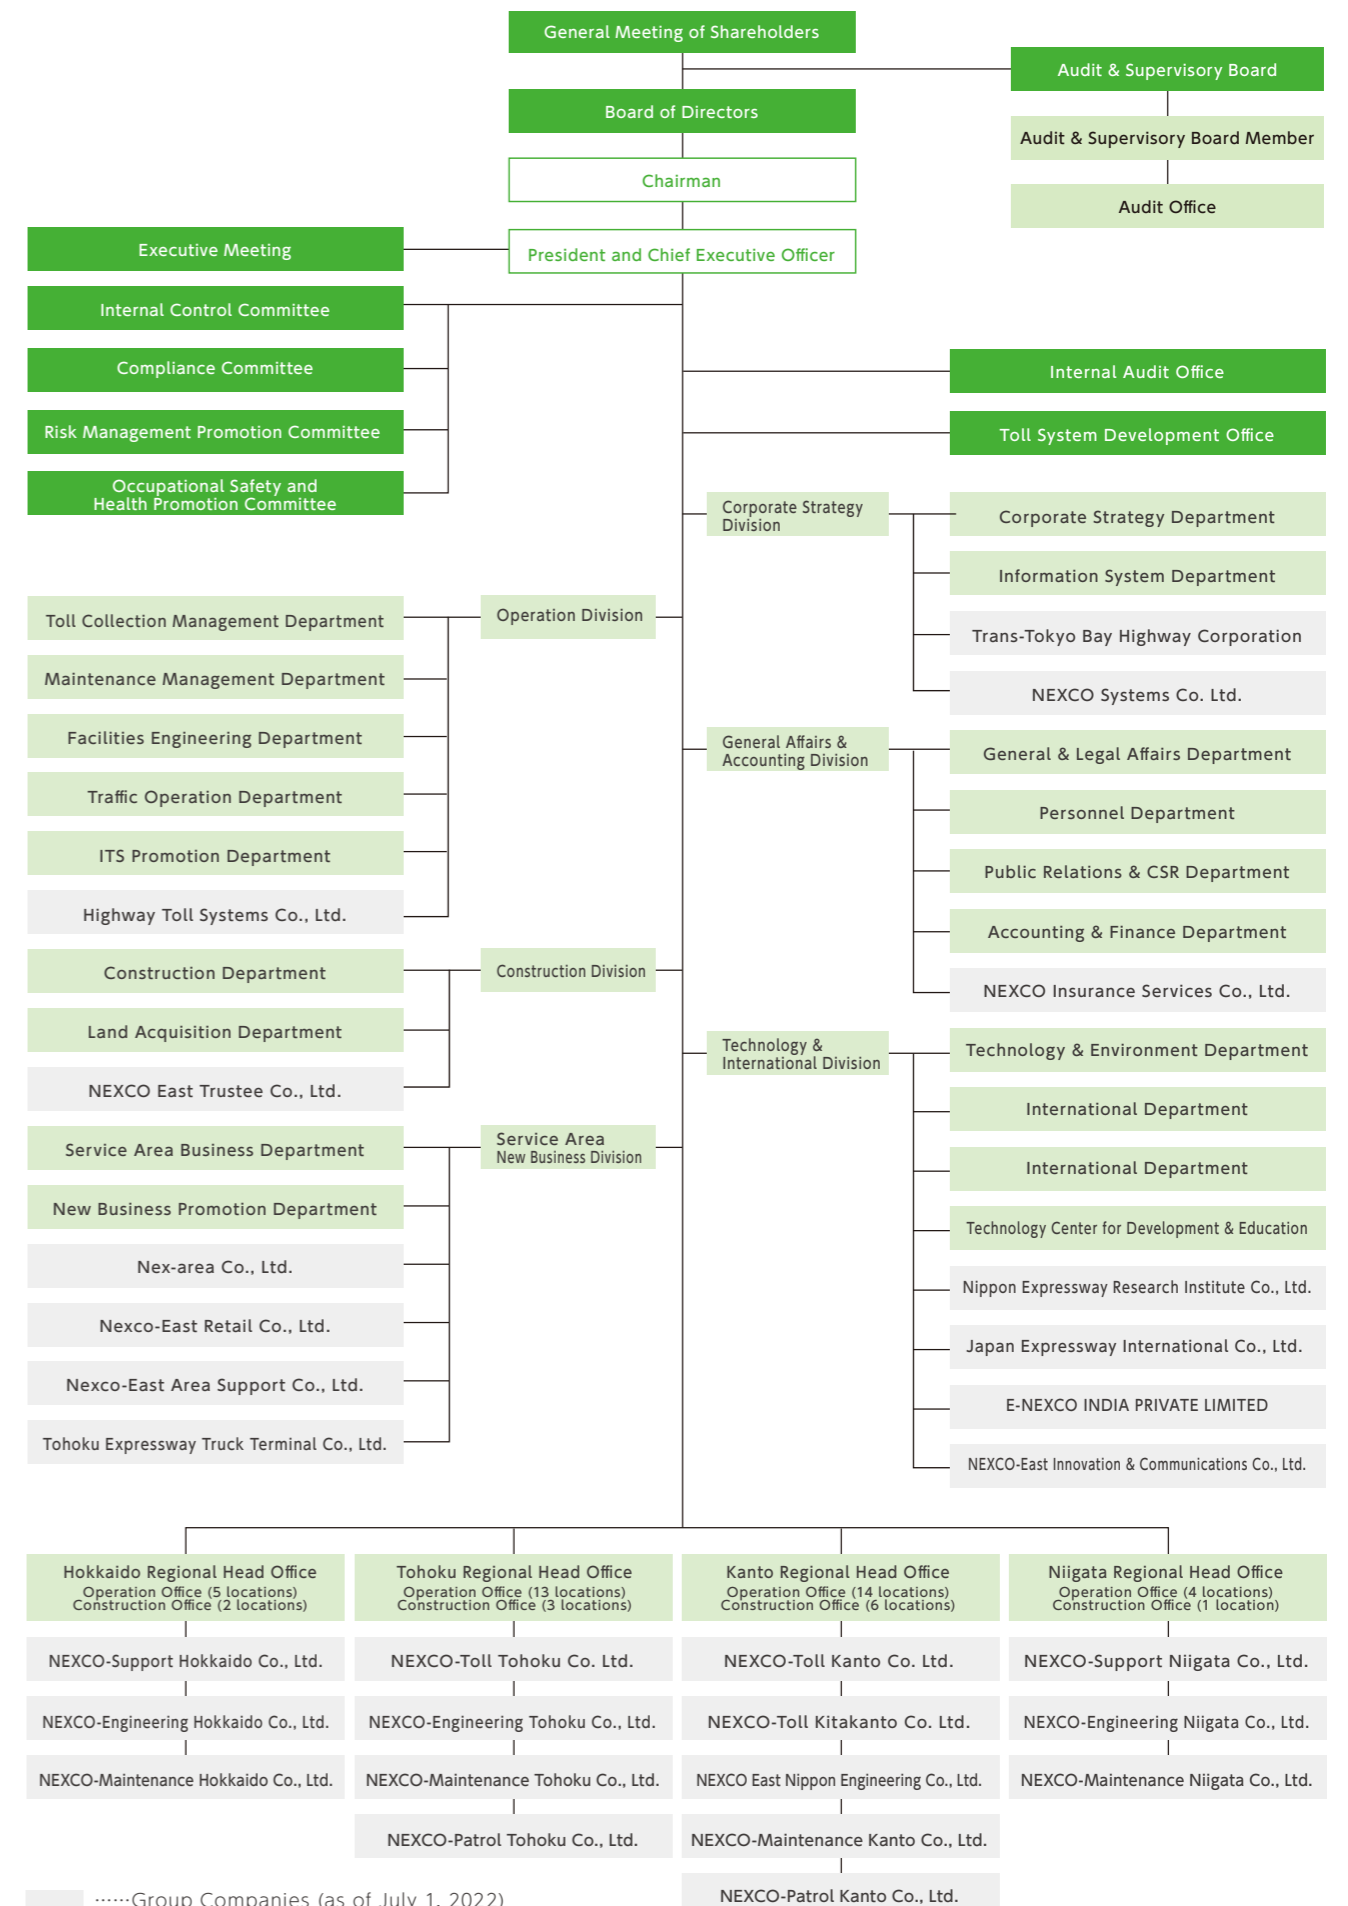 General Meeting of Shareholders
Audit & Supervisory Board
Board of Directors
Audit & Supervisory Board Member
Chairman
Audit Office
Executive Meeting
President and Chief Executive Officer
Internal Control Committee
Compliance Committee
Risk Management Promotion Committee
Occupational Safety and
Health Promotion Committee
Internal Audit Office
Toll System Development Office
Corporate Strategy
Division
Corporate Strategy Department
Information System Department
Trans-Tokyo Bay Highway Corporation
NEXCO Systems Co. Ltd.
Operation Division
Toll Collection Management Department
Maintenance Management Department
Facilities Engineering Department
Traffic Operation Department
ITS Promotion Department
Highway Toll Systems Co., Ltd.
General Affairs &
Accounting Division
General & Legal Affairs Department
Personnel Department
Public Relations & CSR Department
Accounting & Finance Department
NEXCO Insurance Services Co., Ltd.
Construction Division
Construction Department
Land Acquisition Department
NEXCO East Trustee Co., Ltd.
Technology &
International Division
Technology & Environment Department
International Department
International Department
Technology Center for Development & Education
Nippon Expressway Research Institute Co., Ltd.
Japan Expressway International Co., Ltd.
E-NEXCO INDIA PRIVATE LIMITED
NEXCO-East Innovation & Communications Co., Ltd.
Service Area
New Business Division
Service Area Business Department
New Business Promotion Department
Nex-area Co., Ltd.
Nexco-East Retail Co., Ltd.
Nexco-East Area Support Co., Ltd.
Tohoku Expressway Truck Terminal Co., Ltd.
Hokkaido Regional Head Office
Operation Office (5 locations)
Construction Office (2 locations)
NEXCO-Support Hokkaido Co., Ltd.
NEXCO-Engineering Hokkaido Co., Ltd.
NEXCO-Maintenance Hokkaido Co., Ltd.
Tohoku Regional Head Office
Operation Office (13 locations)
Construction Office (3 locations)
NEXCO-Toll Tohoku Co. Ltd.
NEXCO-Engineering Tohoku Co., Ltd.
NEXCO-Maintenance Tohoku Co., Ltd.
NEXCO-Patrol Tohoku Co., Ltd.
Kanto Regional Head Office
Operation Office (14 locations)
Construction Office (6 locations)
NEXCO-Toll Kanto Co. Ltd.
NEXCO-Toll Kitakanto Co. Ltd.
NEXCO East Nippon Engineering Co., Ltd.
NEXCO-Maintenance Kanto Co., Ltd.
NEXCO-Patrol Kanto Co., Ltd.
Niigata Regional Head Office
Operation Office (4 locations)
Construction Office (1 location)
NEXCO-Support Niigata Co., Ltd.
NEXCO-Engineering Niigata Co., Ltd.
NEXCO-Maintenance Niigata Co., Ltd.
······Group Companies (as of July 1, 2022)